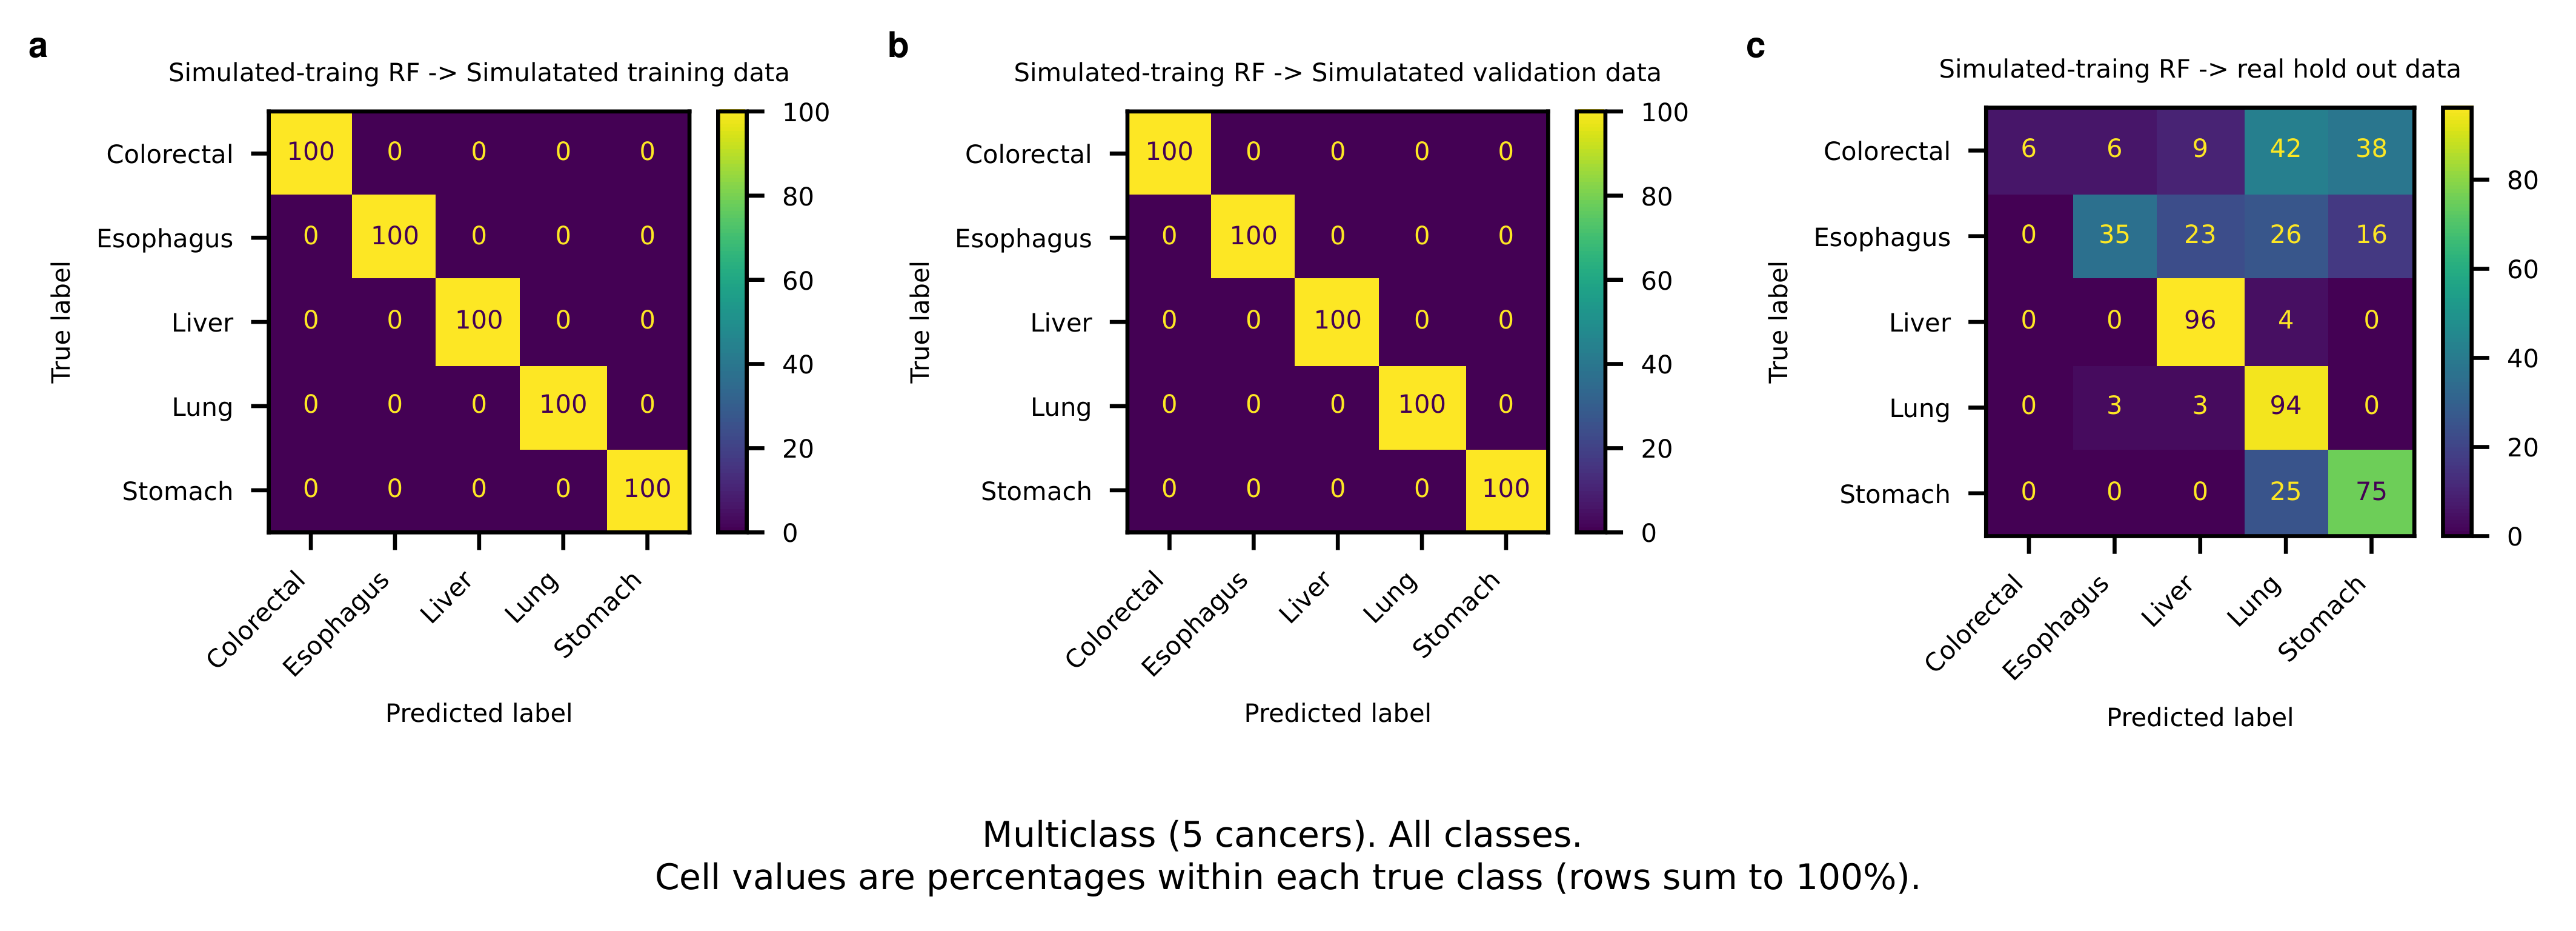 a
Simulated-traing RF -> Simulatated training data
True label
Colorectal 100 0 0 0 0
Esophagus 0 100 0 0 0
Liver 0 0 100 0 0
Lung 0 0 0 100 0
Stomach 0 0 0 0 100
Colorectal Esophagus Liver Lung Stomach
Predicted label
100
80
60
40
20
0
b
Simulated-traing RF -> Simulatated validation data
True label
Colorectal 100 0 0 0 0
Esophagus 0 100 0 0 0
Liver 0 0 100 0 0
Lung 0 0 0 100 0
Stomach 0 0 0 0 100
Colorectal Esophagus Liver Lung Stomach
Predicted label
100
80
60
40
20
0
c
Simulated-traing RF -> real hold out data
True label
Colorectal 6 6 9 42 38
Esophagus 0 35 23 26 16
Liver 0 0 96 4 0
Lung 0 3 3 94 0
Stomach 0 0 0 25 75
Colorectal Esophagus Liver Lung Stomach
Predicted label
80
60
40
20
0
Multiclass (5 cancers). All classes.
Cell values are percentages within each true class (rows sum to 100%).